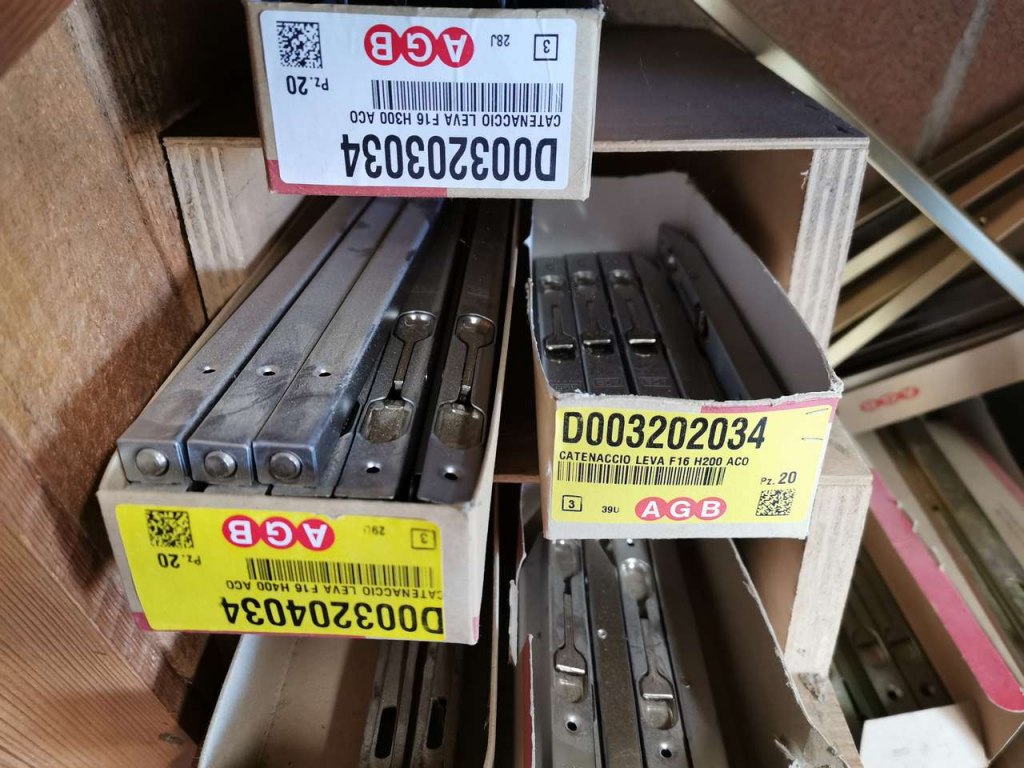 D003203034
CATENACCIO LEVA F16 H300 ACO
Pz. 20
3
28J
AGB
D003202034
CATENACCIO LEVA F16 H200 ACO
Pz. 20
3
39U
AGB
D003204034
CATENACCIO LEVA F16 H400 ACO
Pz. 20
3
29U
AGB
AGB